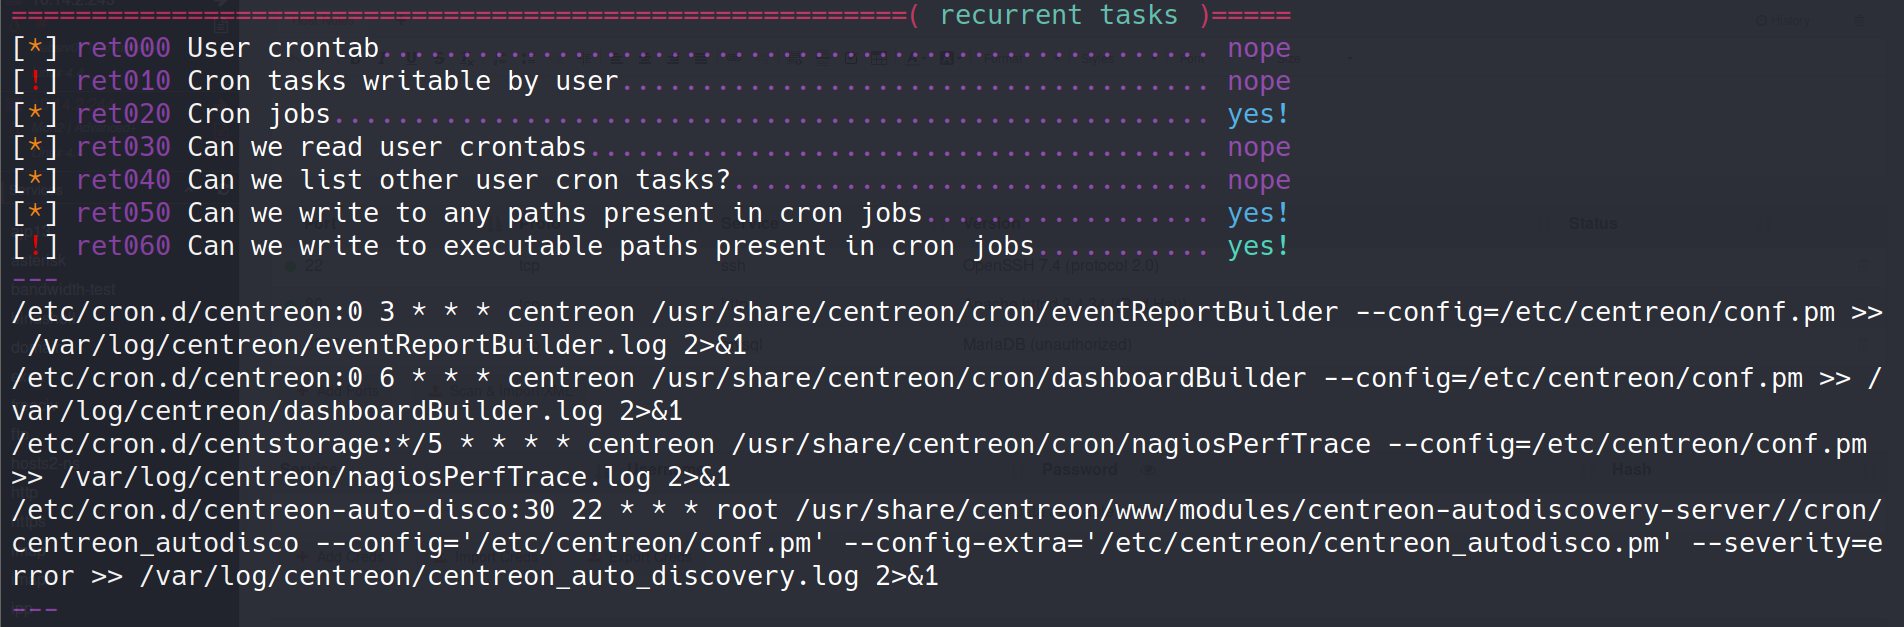 ========================================================( recurrent tasks )=====
[*] ret000 User crontab.................................................... nope
[!] ret010 Cron tasks writable by user..................................... nope
[*] ret020 Cron jobs....................................................... yes!
[*] ret030 Can we read user crontabs....................................... nope
[*] ret040 Can we list other user cron tasks?.............................. nope
[*] ret050 Can we write to any paths present in cron jobs.................. yes!
[!] ret060 Can we write to executable paths present in cron jobs........... yes!
---
/etc/cron.d/centreon:0 3 * * * centreon /usr/share/centreon/cron/eventReportBuilder --config=/etc/centreon/conf.pm >>
 /var/log/centreon/eventReportBuilder.log 2>&1
/etc/cron.d/centreon:0 6 * * * centreon /usr/share/centreon/cron/dashboardBuilder --config=/etc/centreon/conf.pm >> /
var/log/centreon/dashboardBuilder.log 2>&1
/etc/cron.d/centstorage:*/5 * * * * centreon /usr/share/centreon/cron/nagiosPerfTrace --config=/etc/centreon/conf.pm
>> /var/log/centreon/nagiosPerfTrace.log 2>&1
/etc/cron.d/centreon-auto-disco:30 22 * * * root /usr/share/centreon/www/modules/centreon-autodiscovery-server//cron/
centreon_autodisco --config='/etc/centreon/conf.pm' --config-extra='/etc/centreon/centreon_autodisco.pm' --severity=e
rror >> /var/log/centreon/centreon_auto_discovery.log 2>&1
---